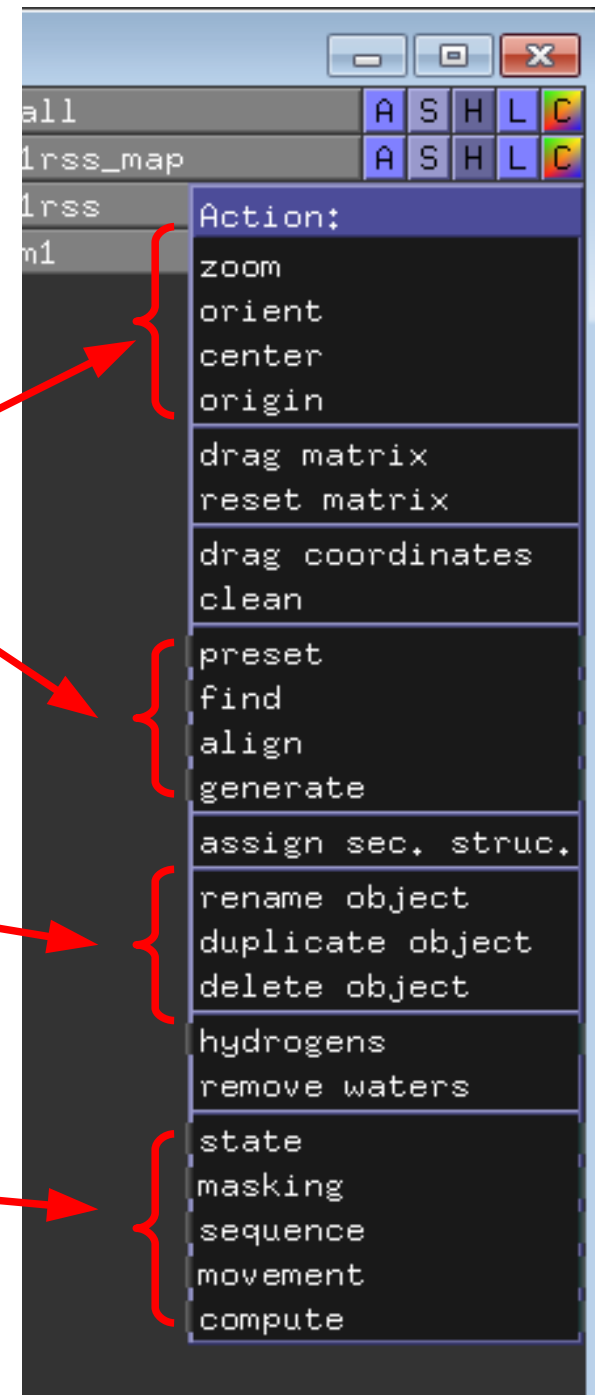 all A S H L C
1rss_map A S H L C
1rss
m1
Action:
zoom
orient
center
origin
drag matrix
reset matrix
drag coordinates
clean
preset
find
align
generate
assign sec. struc.
rename object
duplicate object
delete object
hydrogens
remove waters
state
masking
sequence
movement
compute